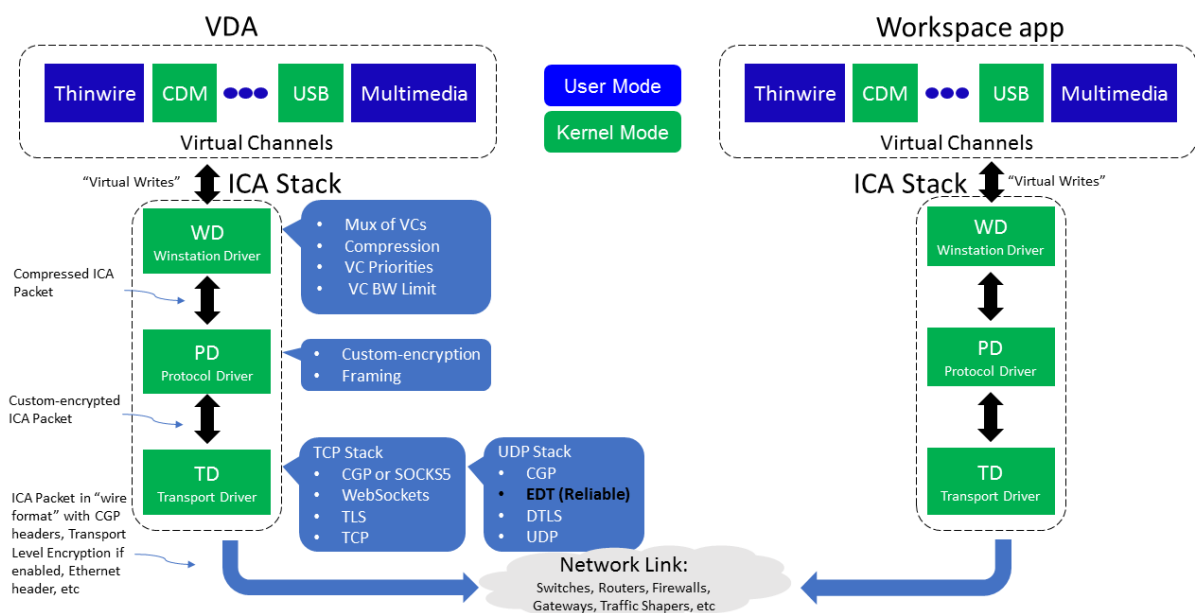 VDA
Thinwire
CDM
USB
Multimedia
Virtual Channels
User Mode
Kernel Mode
Workspace app
Thinwire
CDM
USB
Multimedia
Virtual Channels
“Virtual Writes”
ICA Stack
WD
Winstation Driver
Compressed ICA
Packet
PD
Protocol Driver
Custom-encrypted
ICA Packet
TD
Transport Driver
ICA Packet in “wire
format” with CGP
headers, Transport
Level Encryption if
enabled, Ethernet
header, etc
• Mux of VCs
• Compression
• VC Priorities
• VC BW Limit
• Custom-encryption
• Framing
TCP Stack
• CGP or SOCKS5
• WebSockets
• TLS
• TCP
UDP Stack
• CGP
• EDT (Reliable)
• DTLS
• UDP
Network Link:
Switches, Routers, Firewalls,
Gateways, Traffic Shapers, etc
ICA Stack
“Virtual Writes”
WD
Winstation Driver
PD
Protocol Driver
TD
Transport Driver